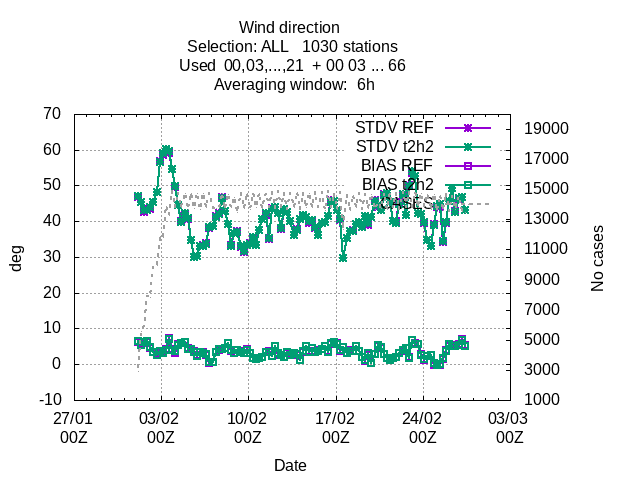 Wind direction
Selection: ALL   1030 stations
Used  00,03,...,21  + 00 03 ... 66
Averaging window:  6h
70
60
50
40
30
20
10
0
-10
deg
19000
17000
15000
13000
11000
9000
7000
5000
3000
1000
No cases
STDV REF
STDV t2h2
BIAS REF
BIAS t2h2
CASES
27/01 03/02 10/02 17/02 24/02 03/03
00Z 00Z 00Z 00Z 00Z 00Z
Date